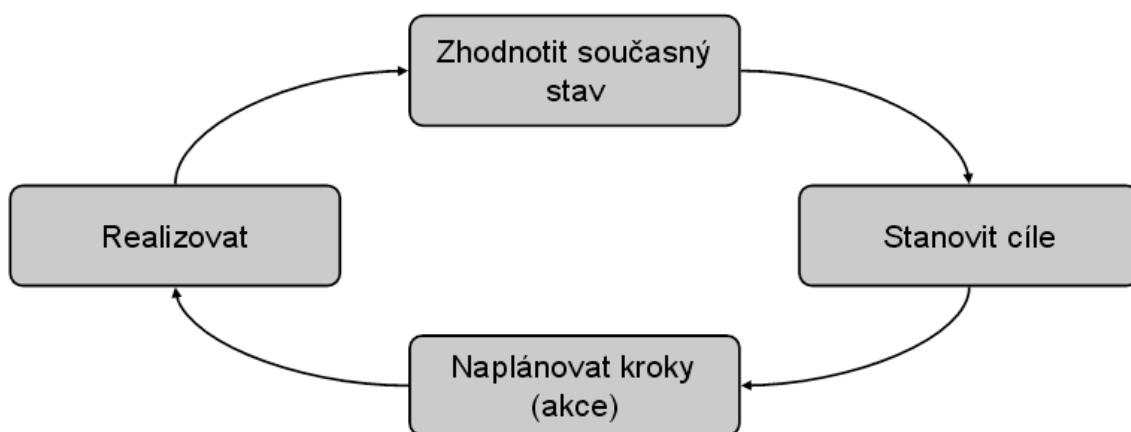 Zhodnotit současný
stav
Realizovat
Stanovit cíle
Naplánovat kroky
(akce)